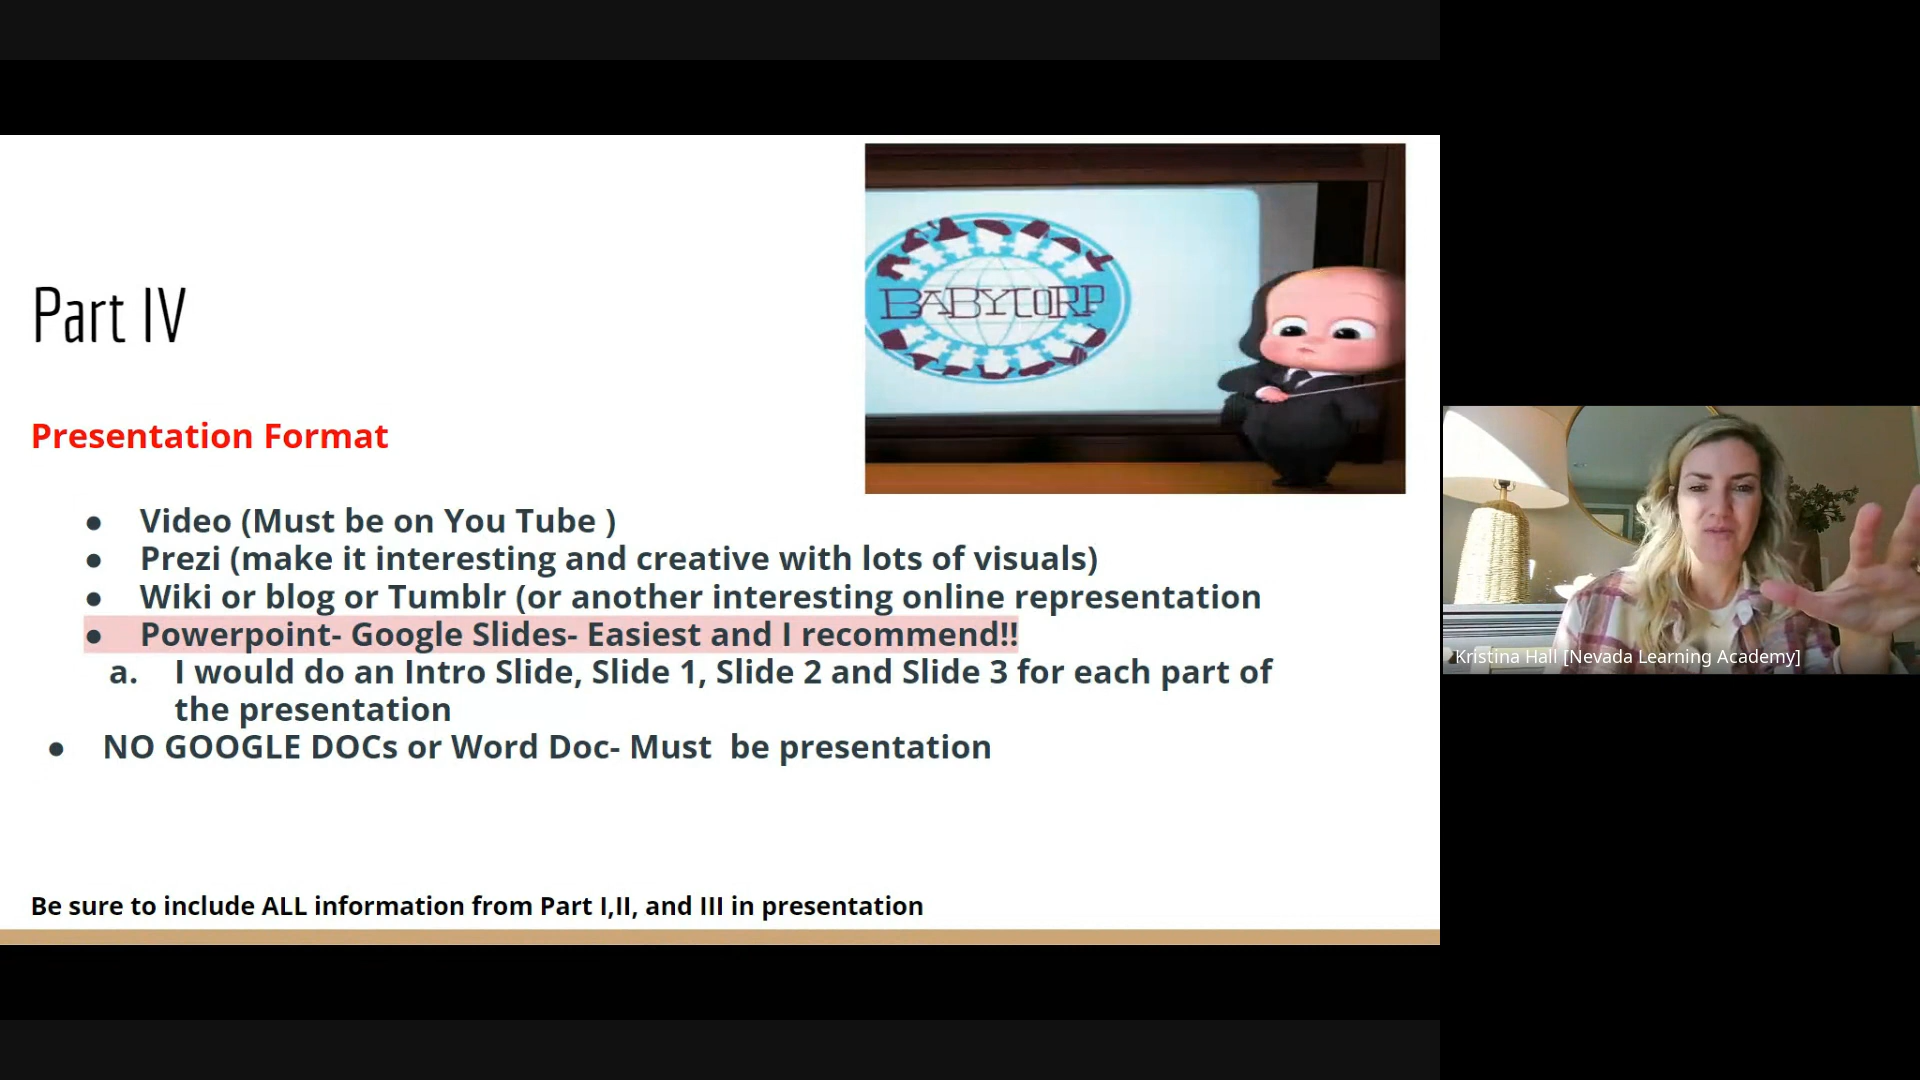 BABYCORP
Part IV
Presentation Format
● Video (Must be on You Tube )
● Prezi (make it interesting and creative with lots of visuals)
● Wiki or blog or Tumblr (or another interesting online representation
● Powerpoint- Google Slides- Easiest and I recommend!!
a. I would do an Intro Slide, Slide 1, Slide 2 and Slide 3 for each part of
the presentation
● NO GOOGLE DOCs or Word Doc- Must be presentation
Be sure to include ALL information from Part I,II, and III in presentation
Kristina Hall [Nevada Learning Academy]